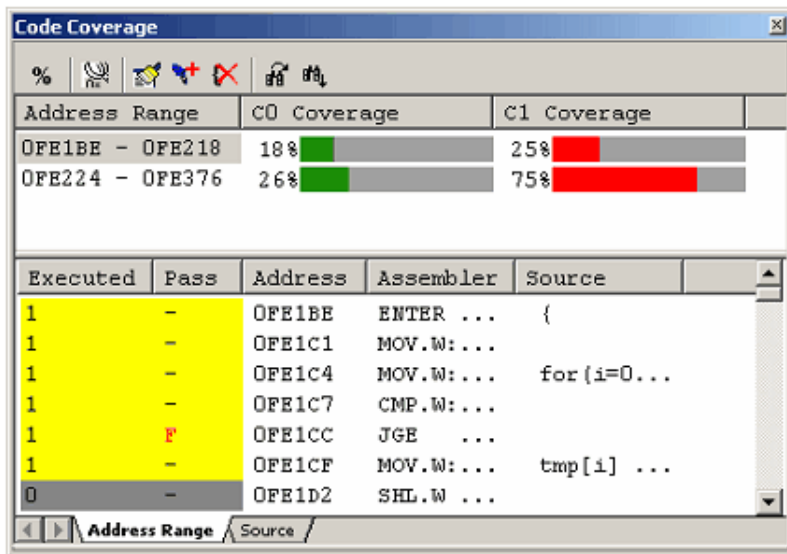 Code Coverage
%
Address Range C0 Coverage C1 Coverage
0FE1BE - 0FE218 18% 25%
0FE224 - 0FE376 26% 75%
Executed Pass Address Assembler Source
1 - 0FE1BE ENTER ... {
1 - 0FE1C1 MOV.W:...
1 - 0FE1C4 MOV.W:... for(i=0...
1 - 0FE1C7 CMP.W:...
1 F 0FE1CC JGE ...
1 - 0FE1CF MOV.W:... tmp[i] ...
0 - 0FE1D2 SHL.W ...
Address Range Source